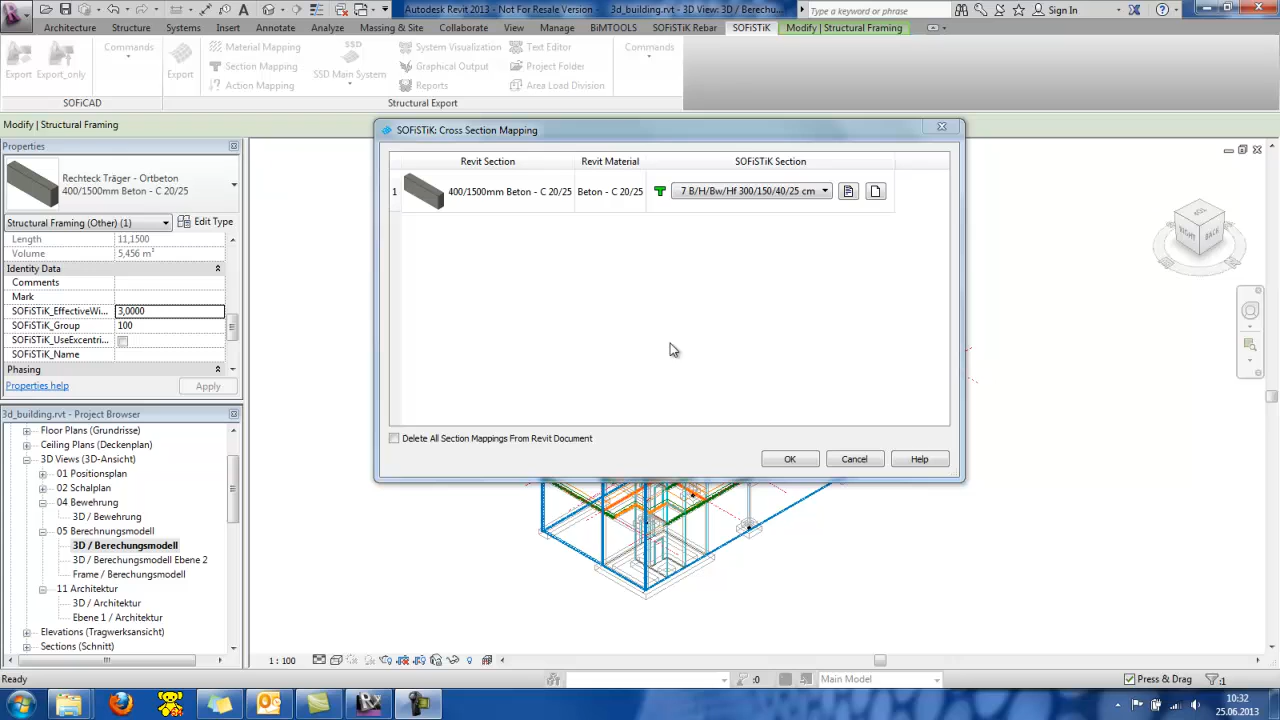 Autodesk Revit 2013 - Not For Resale Version - 3d_building.rvt - 3D View: 3D / Berechu...
Type a keyword or phrase
Sign In
Architecture Structure Systems Insert Annotate Analyze Massing & Site Collaborate View Manage BiMTOOLS SOFiSTiK Rebar SOFiSTiK Modify | Structural Framing
Export Export_only Commands
Export
Material Mapping
Section Mapping
Action Mapping
SSD
SSD Main System
System Visualization
Graphical Output
Reports
Text Editor
Project Folder
Area Load Division
Commands
SOFiCAD Structural Export
Modify | Structural Framing
Properties
Rechteck Träger - Ortbeton
400/1500mm Beton - C 20/25
Structural Framing (Other) (1) Edit Type
Length 11,1500
Volume 5,456 m³
Identity Data
Comments
Mark
SOFiSTiK_EffectiveWi... 3,0000
SOFiSTiK_Group 100
SOFiSTiK_UseExcentri...
SOFiSTiK_Name
Phasing
Properties help Apply
3d_building.rvt - Project Browser
Floor Plans (Grundrisse)
Ceiling Plans (Deckenplan)
3D Views (3D-Ansicht)
01 Positionsplan
02 Schalplan
04 Bewehrung
3D / Bewehrung
05 Berechnungsmodell
3D / Berechungsmodell
3D / Berechungsmodell Ebene 2
Frame / Berechungsmodell
11 Architektur
3D / Architektur
Ebene 1 / Architektur
Elevations (Tragwerksansicht)
Sections (Schnitt)
SOFiSTiK: Cross Section Mapping
Revit Section Revit Material SOFiSTiK Section
1 400/1500mm Beton - C 20/25 Beton - C 20/25 7 B/H/Bw/Hf 300/150/40/25 cm
Delete All Section Mappings From Revit Document
OK Cancel Help
RIGHT BACK
1 : 100
Ready
:0
Main Model
Press & Drag
:1
10:32
25.06.2013